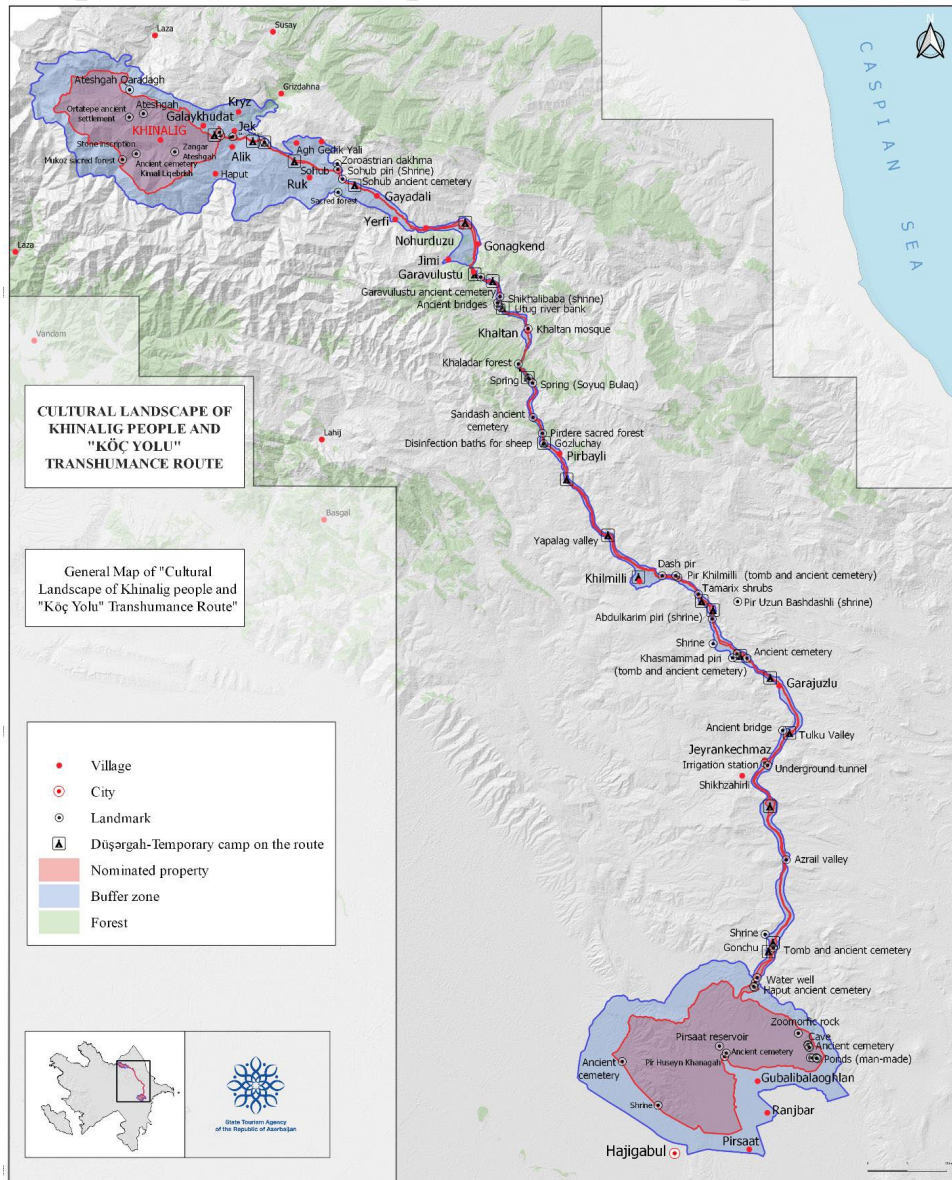 Laza
Susay
N
CASPIAN SEA
Ateshgah Qaradagh
Grizdahna
Ateshgah
Ortatepe ancient
settlement
Kryz
Galaykhudat
Jek
KHINALIG
Stone inscription
Zangar
Ateshgah
Alik
Agh Gedik Yali
Mukoz sacred forest
Ancient cemetery
Haput
Zoroastrian dakhma
Sohub
Sohub piri (Shrine)
Sohub ancient cemetery
Ruk
Sacred forest
Gayadali
Yerfi
Nohurduzu
Gonagkend
Laza
Jimi
Garavulustu
Garavulustu ancient cemetery
Shikhalibaba (shrine)
Ancient bridges
Utug river bank
Khaltan
Khaltan mosque
Vandam
Khaladar forest
Spring
Spring (Soyuq Bulaq)
CULTURAL LANDSCAPE OF
KHINALIG PEOPLE AND
"KÖÇ YOLU"
TRANSHUMANCE ROUTE
Saridash ancient
cemetery
Lahij
Pirdere sacred forest
Disinfection baths for sheep
Gozluchay
Pirbayli
Basgal
Yapalag valley
General Map of "Cultural
Landscape of Khinalig people and
"Köç Yolu" Transhumance Route"
Dash pir
Khilmilli
Pir Khilmilli (tomb and ancient cemetery)
Tamarix shrubs
Pir Uzun Bashdashli (shrine)
Abdulkarim piri (shrine)
Shrine
Ancient cemetery
Khasmammad piri
(tomb and ancient cemetery)
Garajuzlu
Ancient bridge
Tulku Valley
Jeyrankechmaz
Irrigation station
Underground tunnel
Shikhzahirli
Village
City
Landmark
Düşərgah-Temporary camp on the route
Nominated property
Buffer zone
Forest
Azrail valley
Shrine
Gonchu
Tomb and ancient cemetery
Water well
Haput ancient cemetery
Zoomorfic rock
Cave
Pirsaat reservoir
Ancient cemetery
Ancient cemetery
Pir Huseyn Khanagah
Ponds (man-made)
Ancient
cemetery
Gubalibalaoghlan
Shrine
Ranjbar
Pirsaat
Hajigabul
State Tourism Agency
of the Republic of Azerbaijan